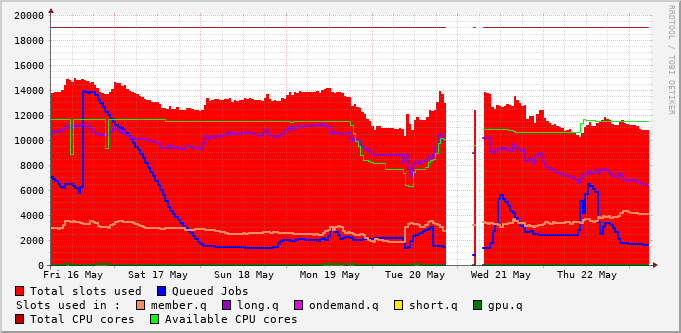 20000
18000
16000
14000
12000
10000
8000
6000
4000
2000
0
Fri 16 May Sat 17 May Sun 18 May Mon 19 May Tue 20 May Wed 21 May Thu 22 May
Total slots used Queued Jobs
Slots used in : member.q long.q ondemand.q short.q gpu.q
Total CPU cores Available CPU cores
RRDTOOL / TOBI OETIKER